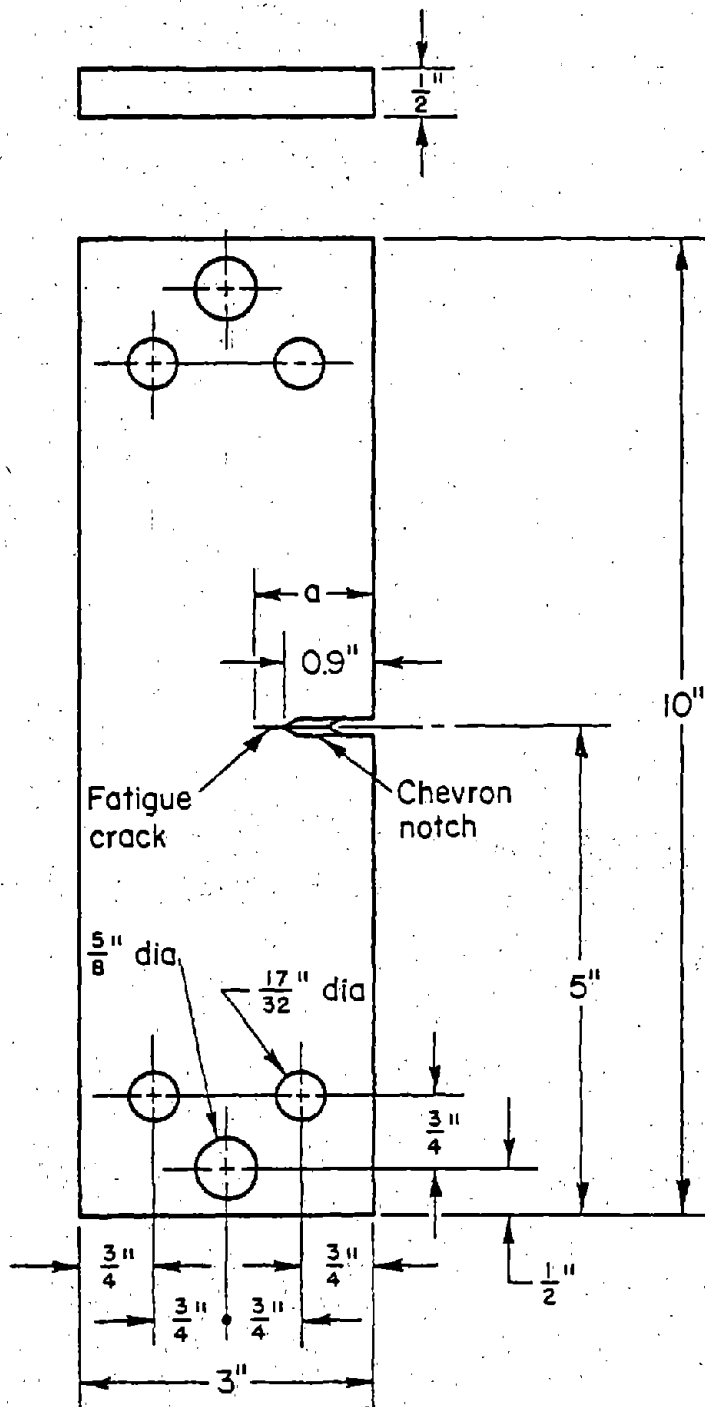 1/2"
a
0.9"
10"
Fatigue
crack
Chevron
notch
5/8" dia.
17/32" dia
5"
3/4"
3/4"
3/4"
1/2"
3/4"
3/4"
3"